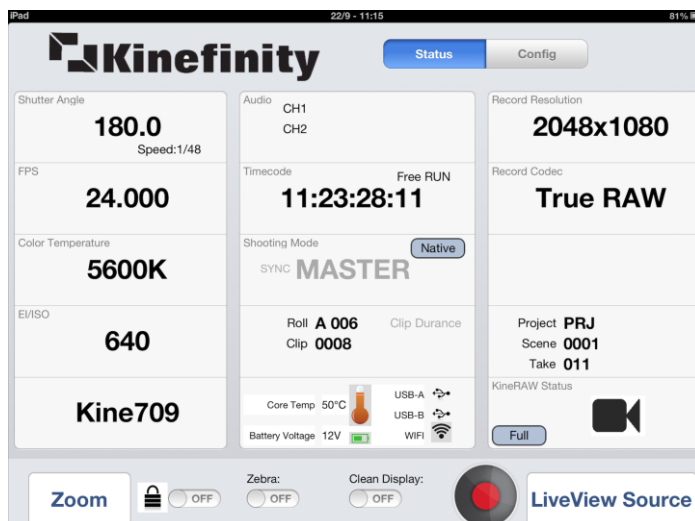 iPad
22/9 - 11:15
81%
Kinefinity
Status
Config
Shutter Angle
180.0
Speed:1/48
Audio
CH1
CH2
Record Resolution
2048x1080
FPS
24.000
Timecode
Free RUN
11:23:28:11
Record Codec
True RAW
Color Temperature
5600K
Shooting Mode
Native
SYNC MASTER
EI/ISO
640
Roll A 006
Clip Durance
Clip 0008
Project PRJ
Scene 0001
Take 011
Kine709
Core Temp 50°C
USB-A
USB-B
Battery Voltage 12V
WIFI
KineRAW Status
Full
Zoom
OFF
Zebra:
OFF
Clean Display:
OFF
LiveView Source